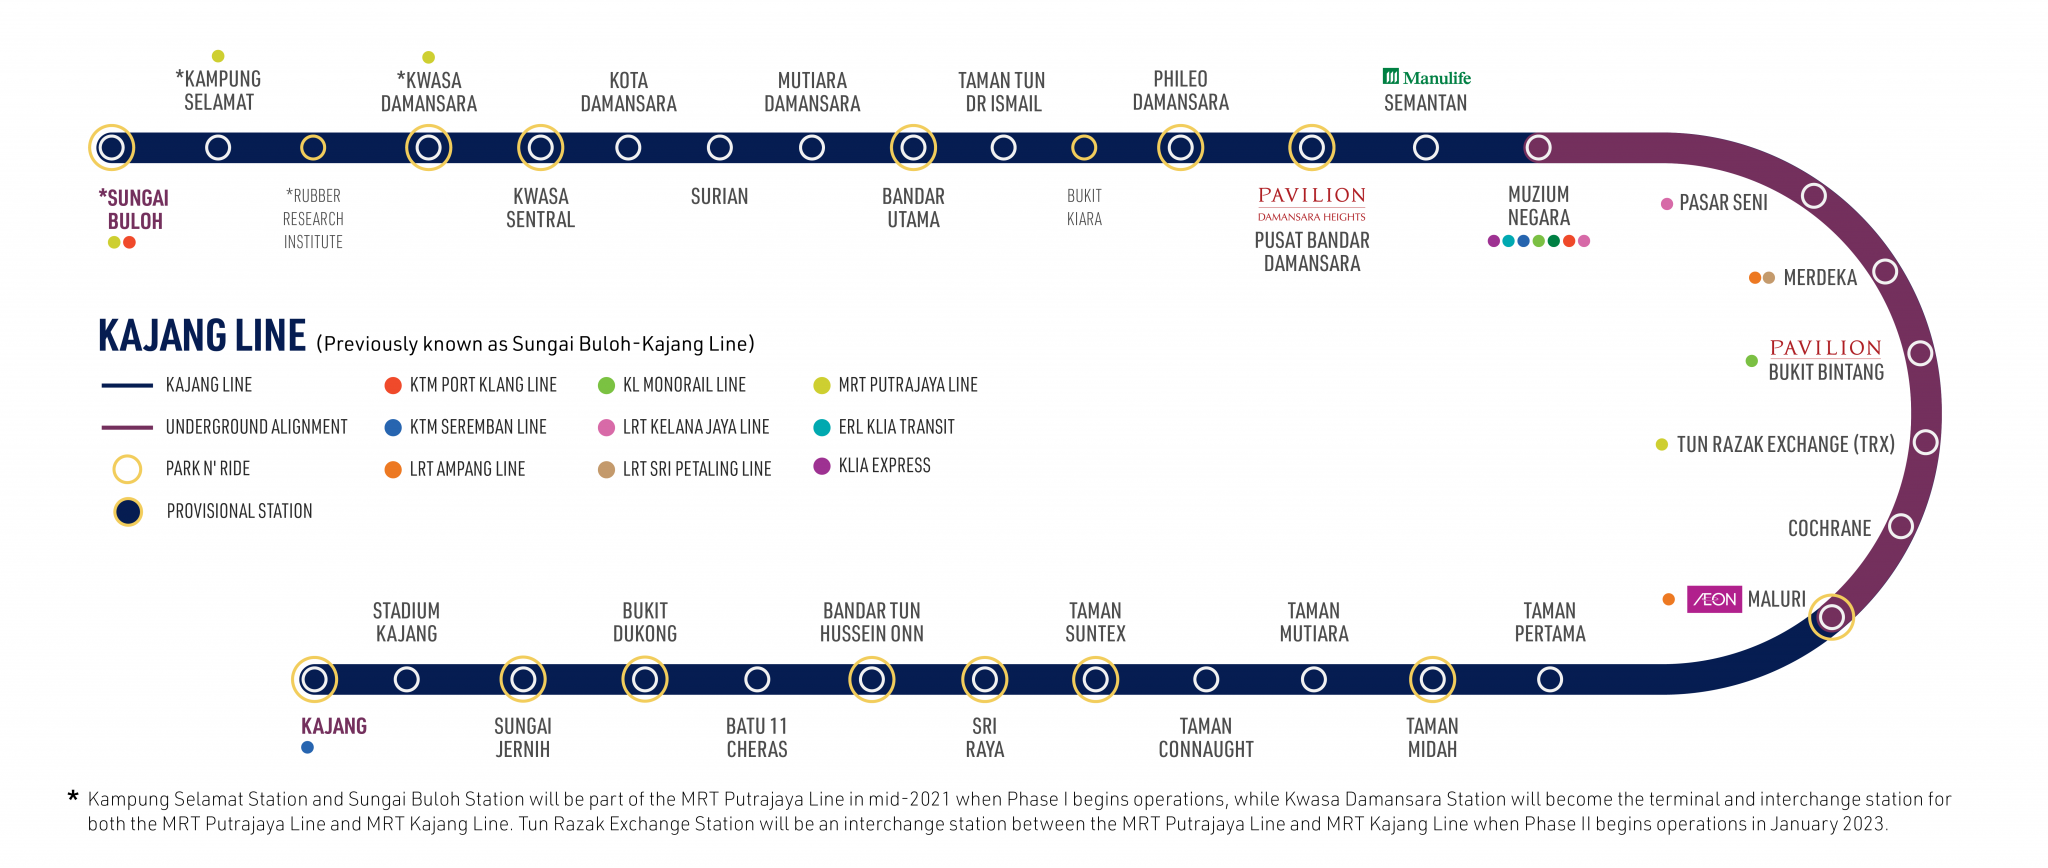 *KAMPUNG
SELAMAT
*KWASA
DAMANSARA
KOTA
DAMANSARA
MUTIARA
DAMANSARA
TAMAN TUN
DR ISMAIL
PHILEO
DAMANSARA
Manulife
SEMANTAN
*SUNGAI
BULOH
*RUBBER
RESEARCH
INSTITUTE
KWASA
SENTRAL
SURIAN
BANDAR
UTAMA
BUKIT
KIARA
PAVILION
DAMANSARA HEIGHTS
PUSAT BANDAR
DAMANSARA
MUZIUM
NEGARA
PASAR SENI
MERDEKA
PAVILION
BUKIT BINTANG
TUN RAZAK EXCHANGE (TRX)
COCHRANE
ÆON MALURI
KAJANG LINE (Previously known as Sungai Buloh-Kajang Line)
KAJANG LINE
UNDERGROUND ALIGNMENT
PARK N' RIDE
PROVISIONAL STATION
KTM PORT KLANG LINE
KTM SEREMBAN LINE
LRT AMPANG LINE
KL MONORAIL LINE
LRT KELANA JAYA LINE
LRT SRI PETALING LINE
MRT PUTRAJAYA LINE
ERL KLIA TRANSIT
KLIA EXPRESS
STADIUM
KAJANG
BUKIT
DUKONG
BANDAR TUN
HUSSEIN ONN
TAMAN
SUNTEX
TAMAN
MUTIARA
TAMAN
PERTAMA
KAJANG
SUNGAI
JERNIH
BATU 11
CHERAS
SRI
RAYA
TAMAN
CONNAUGHT
TAMAN
MIDAH
* Kampung Selamat Station and Sungai Buloh Station will be part of the MRT Putrajaya Line in mid-2021 when Phase I begins operations, while Kwasa Damansara Station will become the terminal and interchange station for
both the MRT Putrajaya Line and MRT Kajang Line. Tun Razak Exchange Station will be an interchange station between the MRT Putrajaya Line and MRT Kajang Line when Phase II begins operations in January 2023.